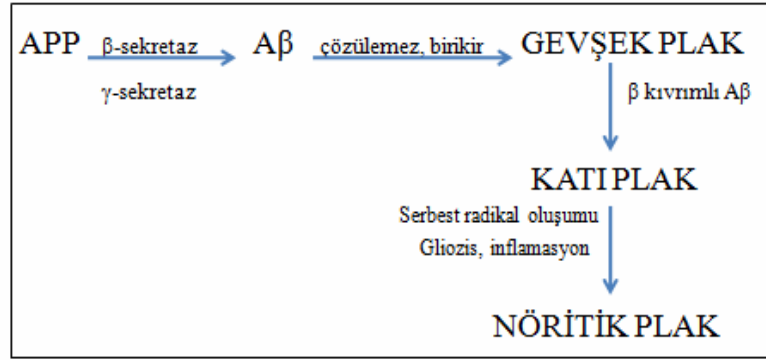 APP β-sekretaz Aβ çözülemez, birikir GEVŞEK PLAK
γ-sekretaz β kıvrımlı Aβ
KATI PLAK
Serbest radikal oluşumu
Gliozis, inflamasyon
NÖRİTİK PLAK